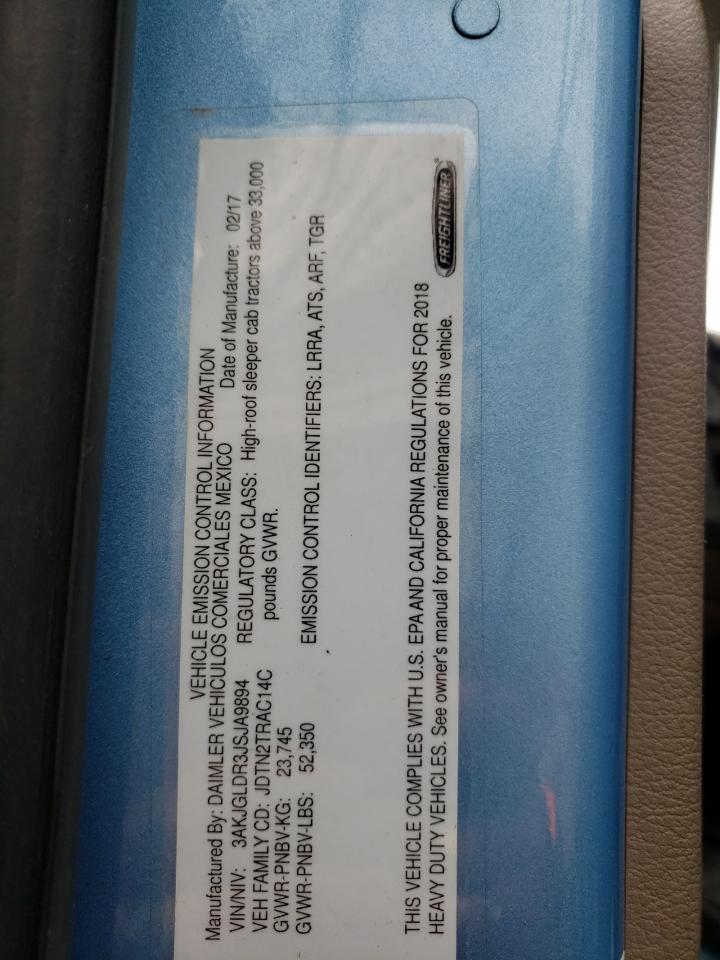 VEHICLE EMISSION CONTROL INFORMATION
Manufactured By: DAIMLER VEHICULOS COMERCIALES MEXICO Date of Manufacture: 02/17
VIN/NIV: 3AKJGLDR3JSJA9894 REGULATORY CLASS: High-roof sleeper cab tractors above 33,000
VEH FAMILY CD: JDTN2TRAC14C pounds GVWR.
GVWR-PNBV-KG: 23,745
GVWR-PNBV-LBS: 52,350 EMISSION CONTROL IDENTIFIERS: LRRA, ATS, ARF, TGR
THIS VEHICLE COMPLIES WITH U.S. EPA AND CALIFORNIA REGULATIONS FOR 2018
HEAVY DUTY VEHICLES. See owner's manual for proper maintenance of this vehicle.
FREIGHTLINER